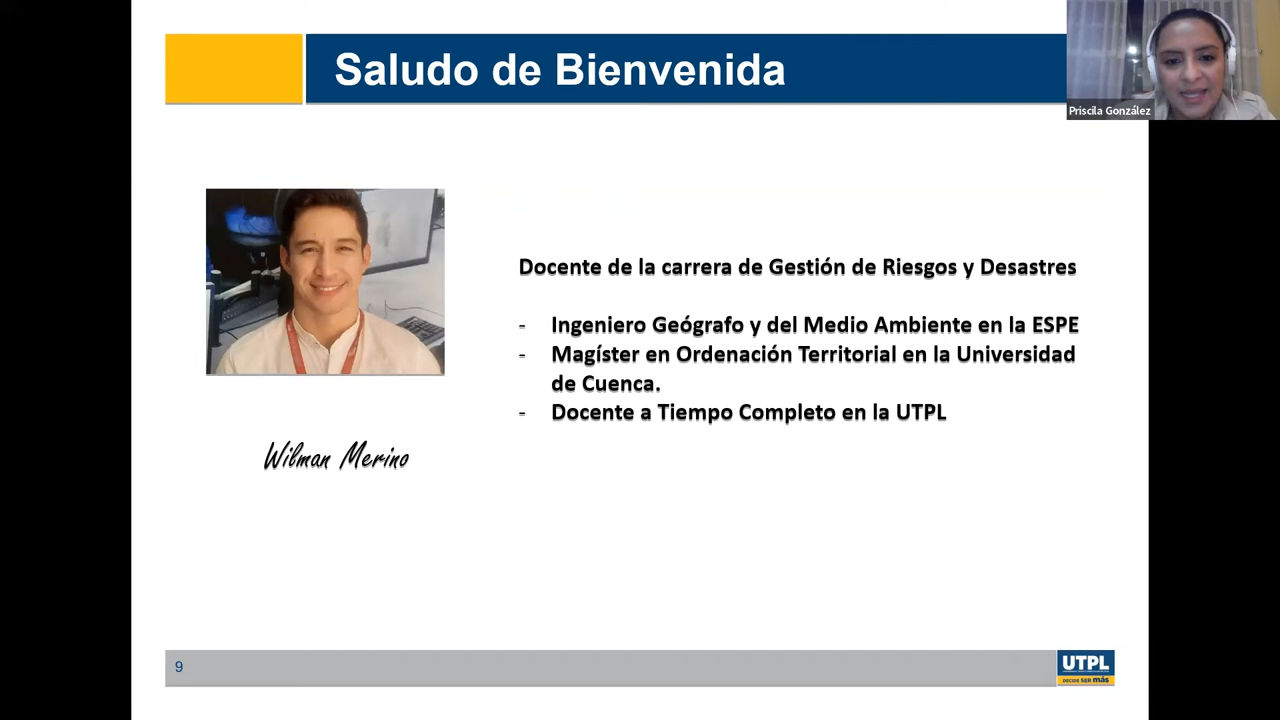 Saludo de Bienvenida
Priscila González
Docente de la carrera de Gestión de Riesgos y Desastres
- Ingeniero Geógrafo y del Medio Ambiente en la ESPE
- Magíster en Ordenación Territorial en la Universidad
de Cuenca.
- Docente a Tiempo Completo en la UTPL
Wilman Merino
9
UTPL
DECIDE SER más